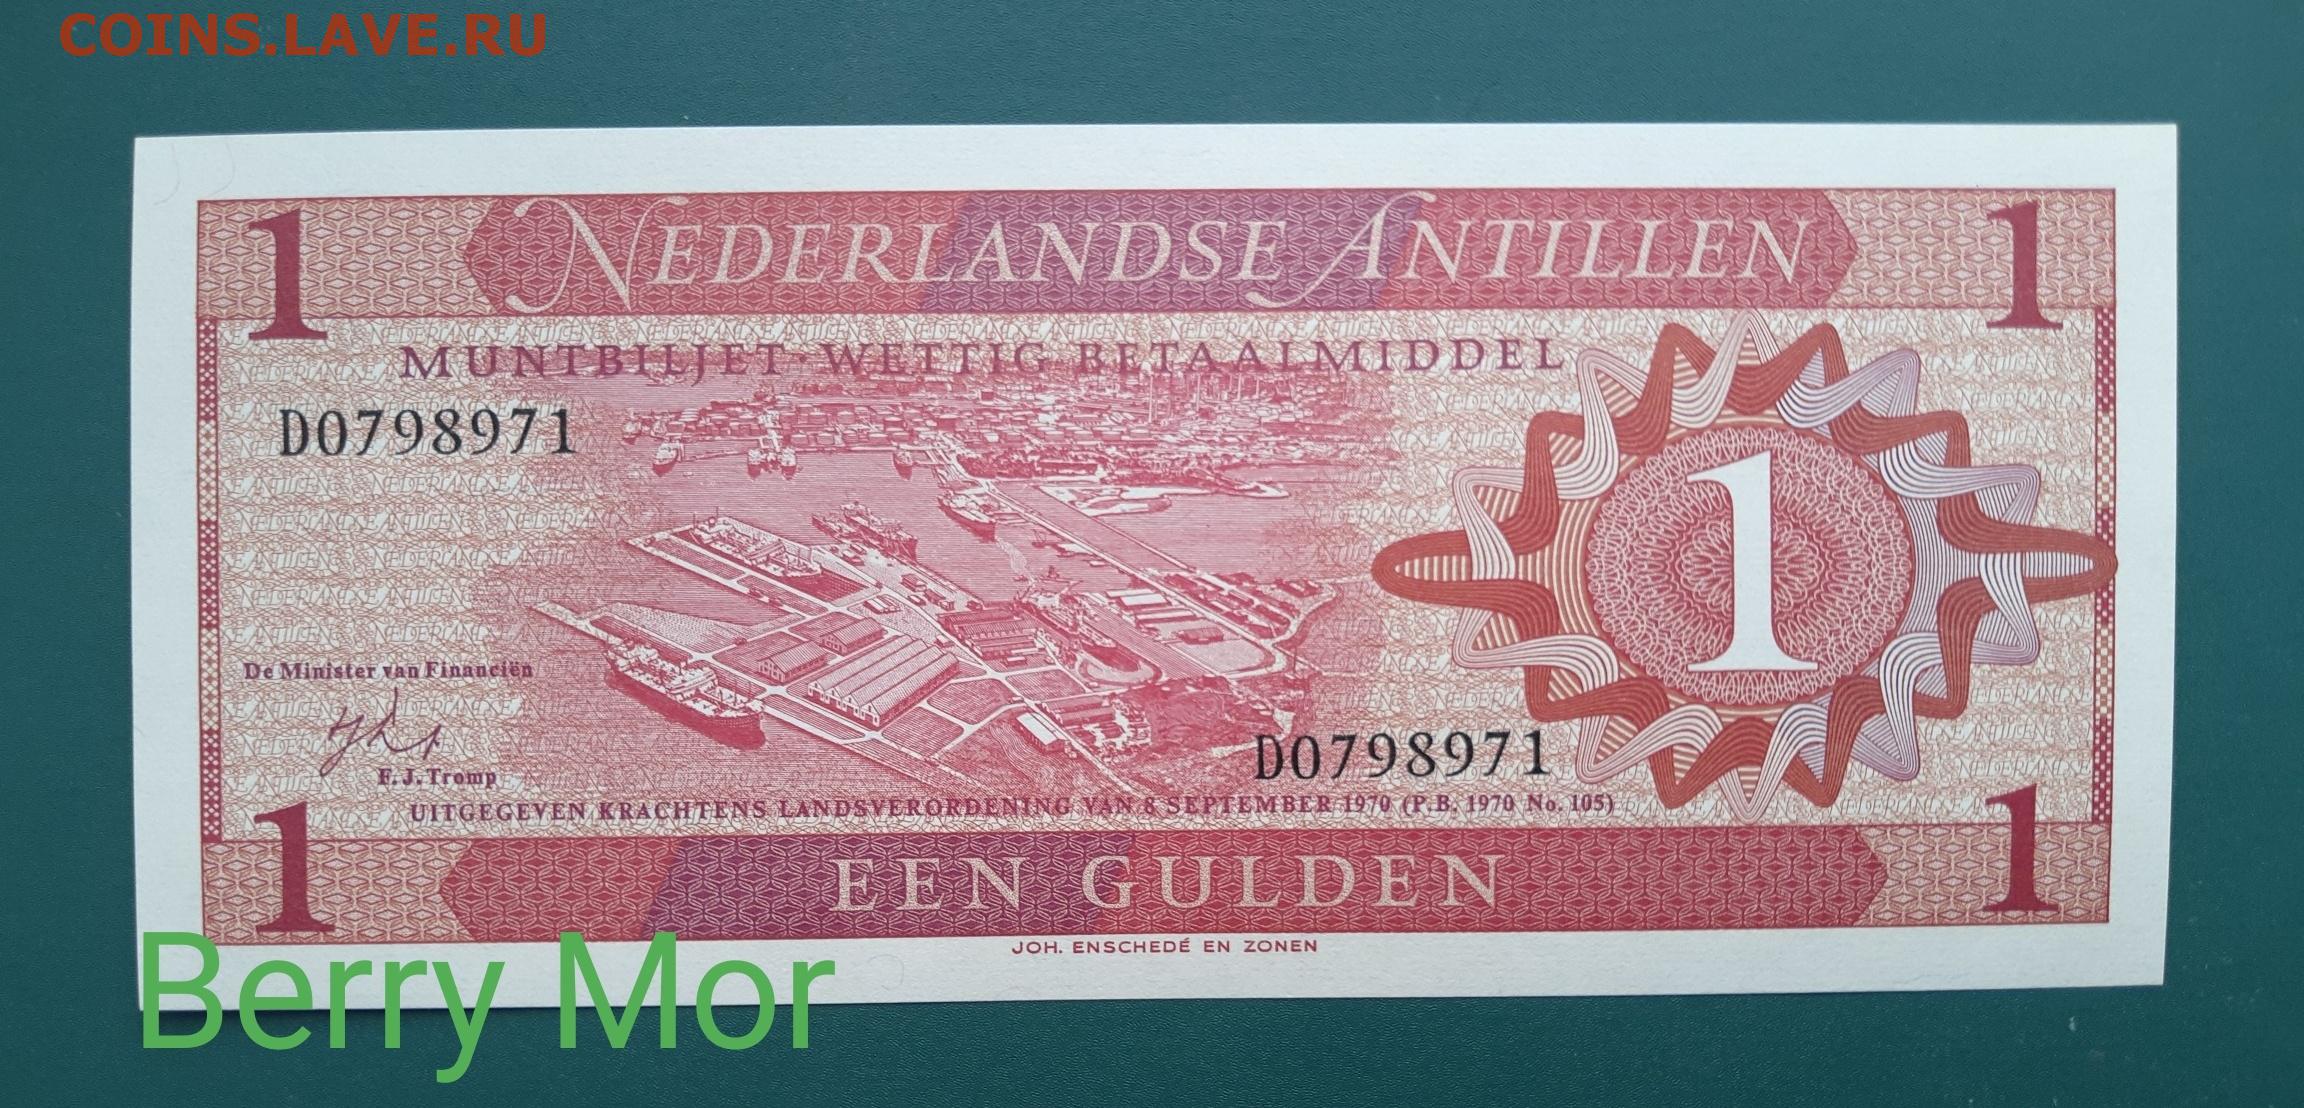 COINS.LAVE.RU
1 NEDERLANDSE ANTILLEN 1
MUNTBILJET·WETTIG BETAALMIDDEL
D0798971
1
De Minister van Financiën
F. J. Tromp
D0798971
UITGEGEVEN KRACHTENS LANDSVERORDENING VAN 8 SEPTEMBER 1970 (P.B. 1970 No. 105)
1 EEN GULDEN 1
JOH. ENSCHEDÉ EN ZONEN
Berry Mor